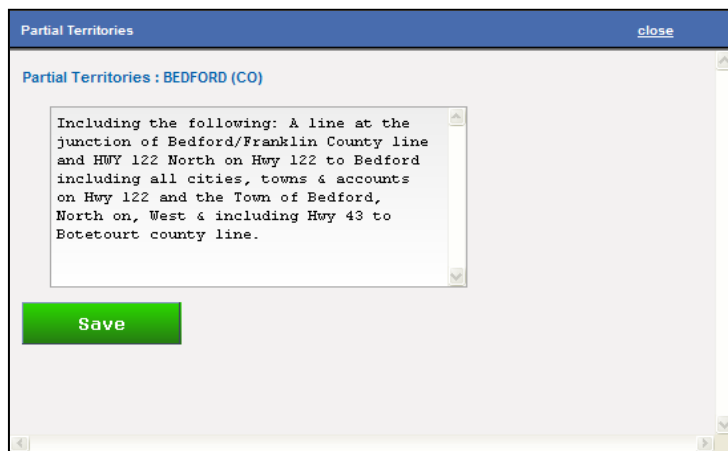 Partial Territories close
Partial Territories : BEDFORD (CO)
Including the following: A line at the
junction of Bedford/Franklin County line
and HWY 122 North on Hwy 122 to Bedford
including all cities, towns & accounts
on Hwy 122 and the Town of Bedford,
North on, West & including Hwy 43 to
Botetourt county line.
Save